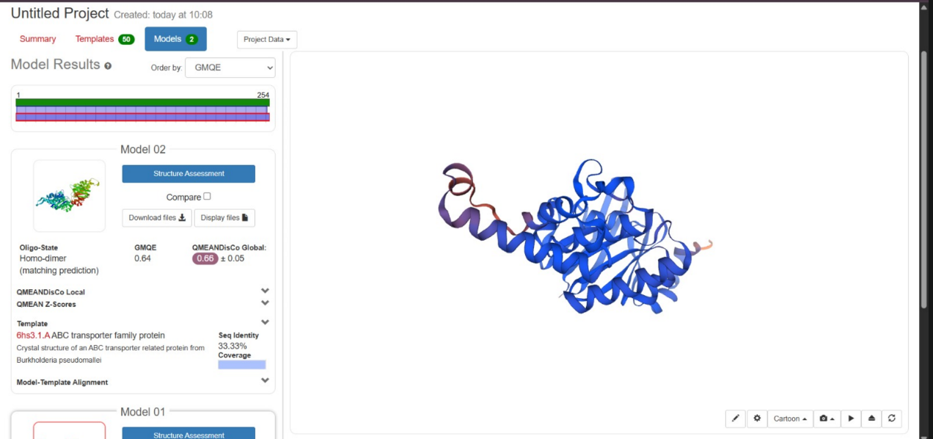 Untitled Project Created: today at 10:08
Summary Templates 50 Models 2 Project Data
Model Results Order by: GMQE
1 254
Model 02
Structure Assessment
Compare
Download files Display files
Oligo-State GMQE QMEANDisCo Global:
Homo-dimer 0.64 0.66 ± 0.05
(matching prediction)
QMEANDisCo Local
QMEAN Z-Scores
Template
6hs3.1.A ABC transporter family protein Seq Identity
Crystal structure of an ABC transporter related protein from 33.33%
Burkholderia pseudomallei Coverage
Model-Template Alignment
Model 01
Structure Assessment
Cartoon